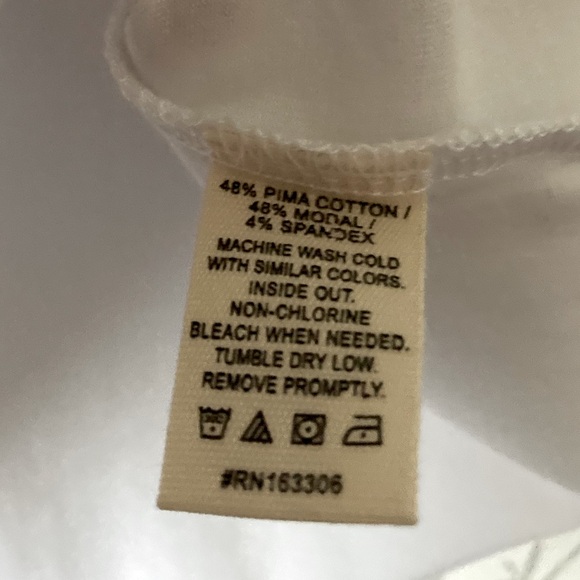 48% PIMA COTTON /
48% MODAL /
4% SPANDEX
MACHINE WASH COLD
WITH SIMILAR COLORS.
INSIDE OUT.
NON-CHLORINE
BLEACH WHEN NEEDED.
TUMBLE DRY LOW.
REMOVE PROMPTLY.
#RN163306